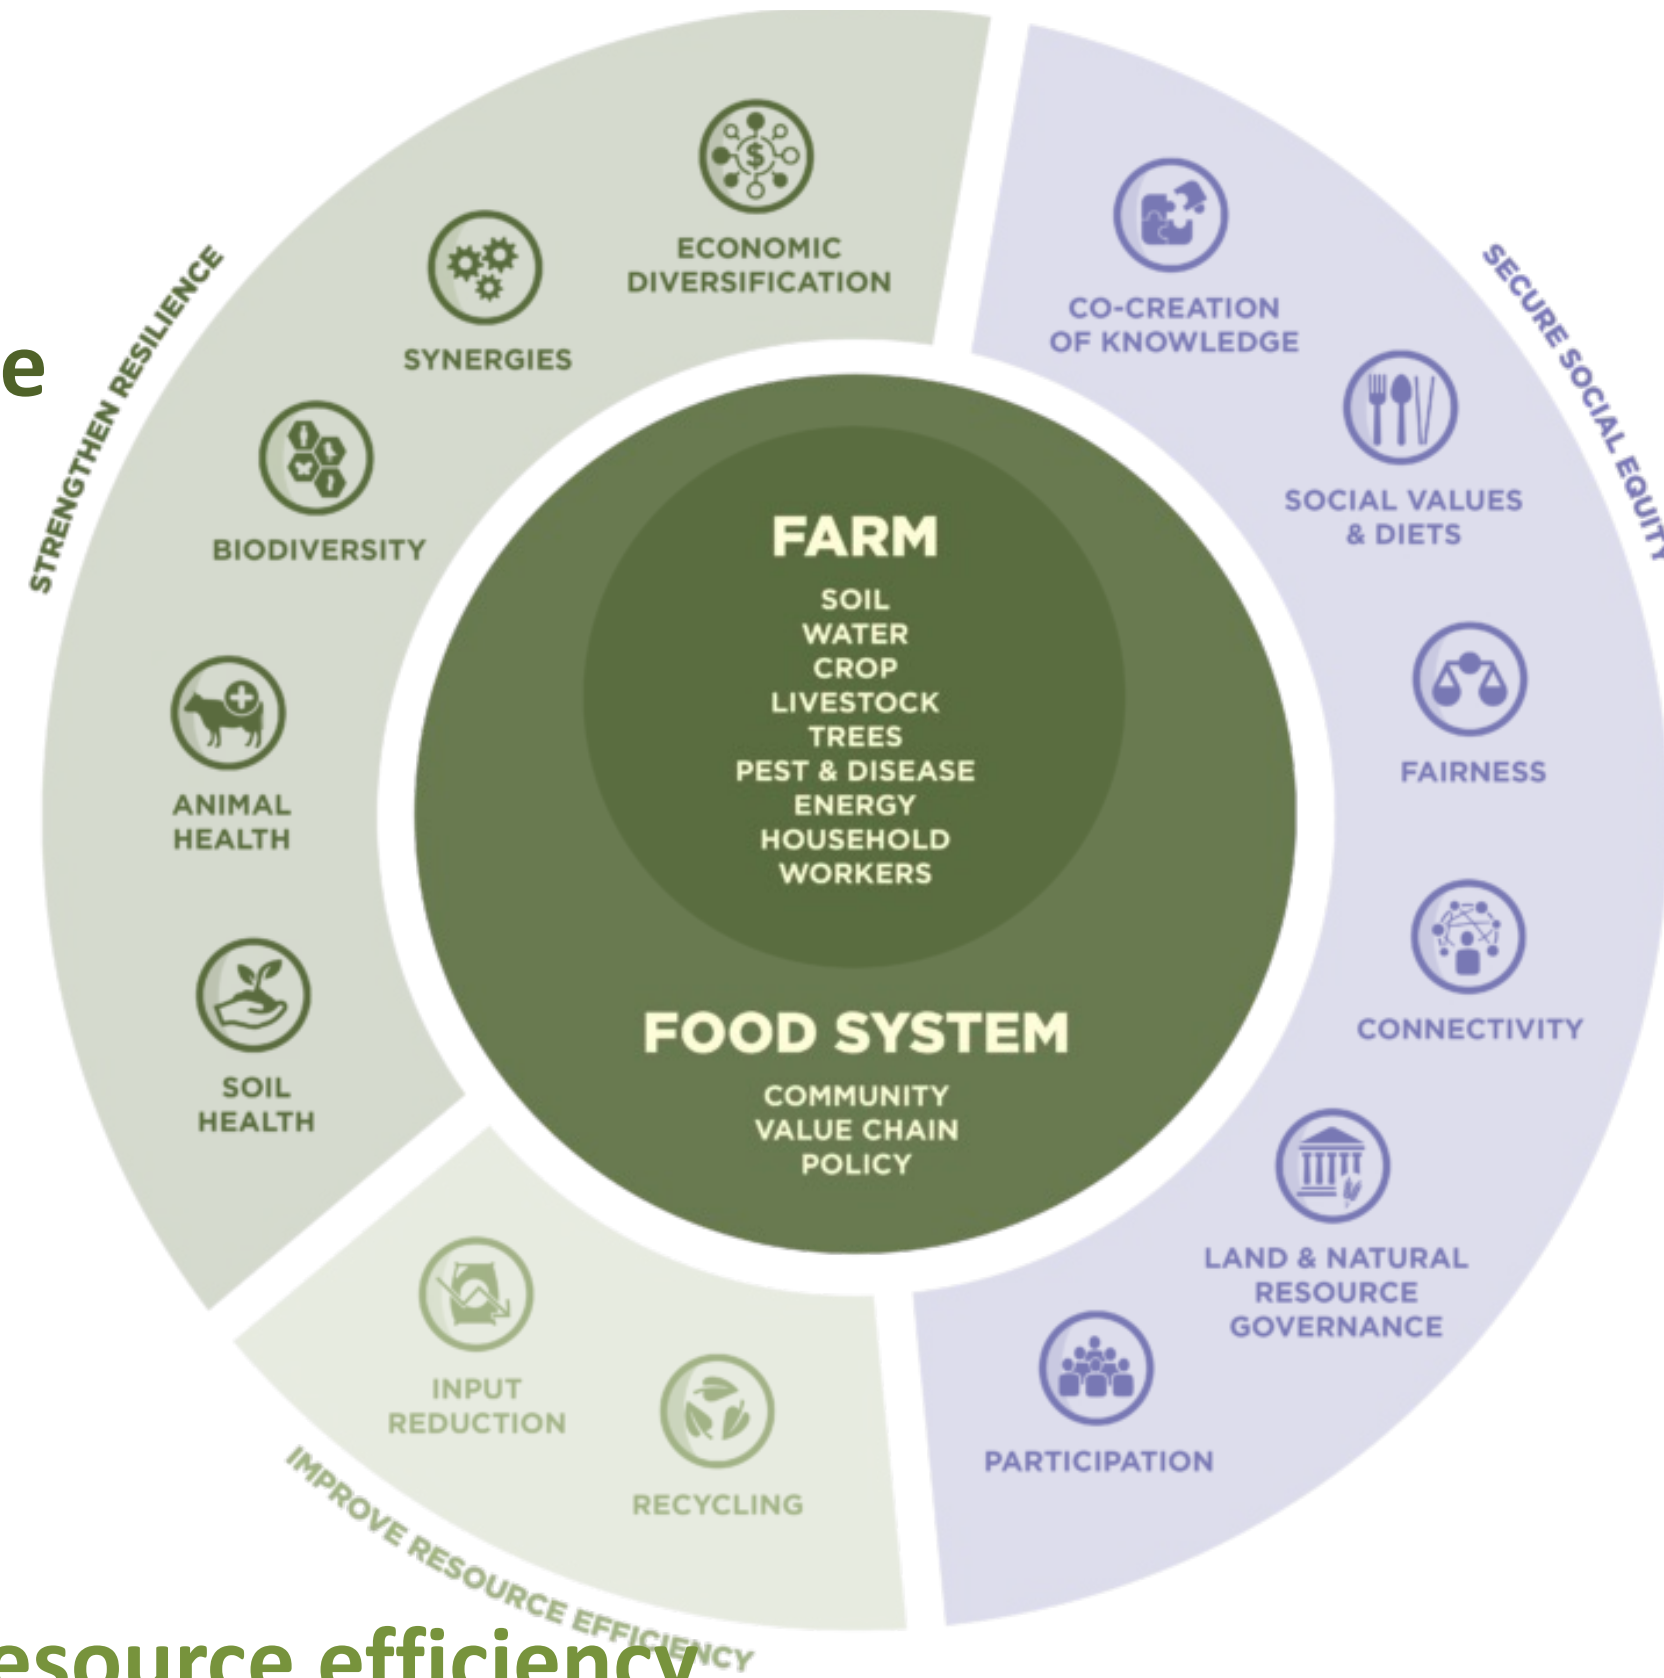 STRENGTHEN RESILIENCE
ECONOMIC
DIVERSIFICATION
SYNERGIES
BIODIVERSITY
ANIMAL
HEALTH
SOIL
HEALTH
e
SECURE SOCIAL EQUITY
CO-CREATION
OF KNOWLEDGE
SOCIAL VALUES
& DIETS
FAIRNESS
CONNECTIVITY
LAND & NATURAL
RESOURCE
GOVERNANCE
PARTICIPATION
FARM
SOIL
WATER
CROP
LIVESTOCK
TREES
PEST & DISEASE
ENERGY
HOUSEHOLD
WORKERS
FOOD SYSTEM
COMMUNITY
VALUE CHAIN
POLICY
INPUT
REDUCTION
RECYCLING
IMPROVE RESOURCE EFFICIENCY
esource efficiency